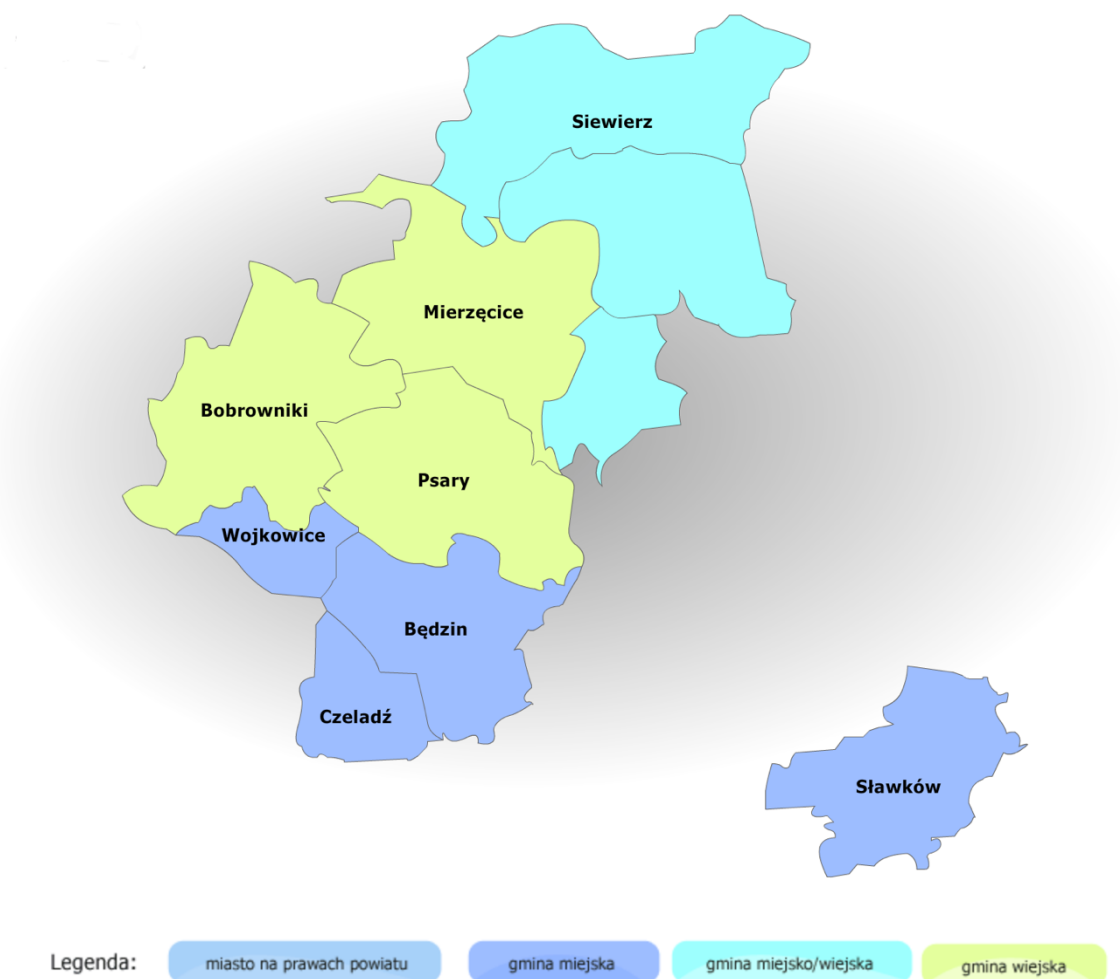 Siewierz
Mierzęcice
Bobrowniki
Psary
Wojkowice
Będzin
Czeladź
Sławków
Legenda: miasto na prawach powiatu gmina miejska gmina miejsko/wiejska gmina wiejska